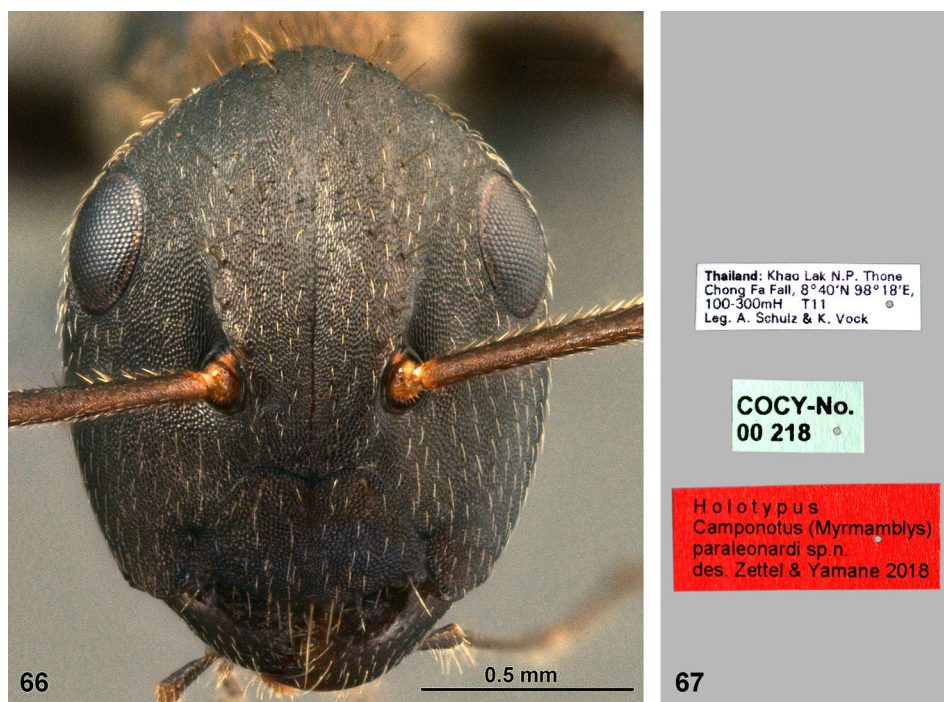 66
0.5 mm
Thailand: Khao Lak N.P. Thone
Chong Fa Fall, 8°40'N 98°18'E,
100-300mH T11
Leg. A. Schulz & K. Vock
COCY-No.
00 218
Holotypus
Camponotus (Myrmamblys)
paraleonardi sp.n.
des. Zettel & Yamane 2018
67